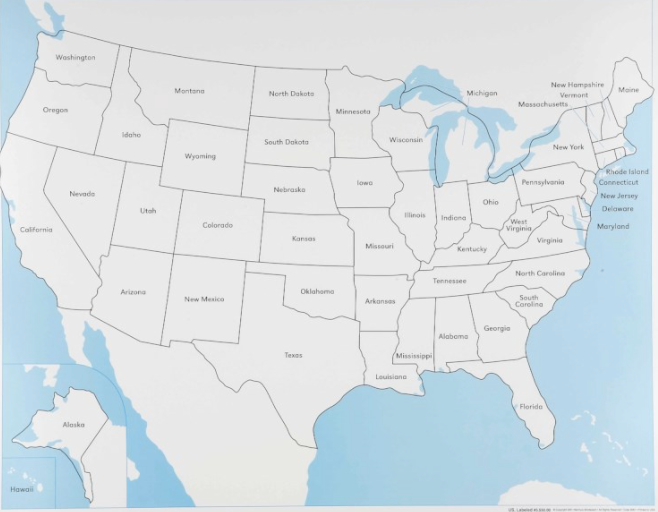 Washington
Montana
North Dakota
Minnesota
Michigan
New Hampshire
Vermont
Massachusetts
Maine
Oregon
Idaho
Wyoming
South Dakota
Wisconsin
New York
Rhode Island
Connecticut
New Jersey
Delaware
Maryland
Nebraska
Iowa
Pennsylvania
Nevada
Utah
Colorado
Kansas
Illinois
Indiana
Ohio
West
Virginia
Virginia
California
Missouri
Kentucky
Arizona
New Mexico
Oklahoma
Arkansas
Tennessee
North Carolina
South
Carolina
Texas
Louisiana
Mississippi
Alabama
Georgia
Florida
Alaska
Hawaii